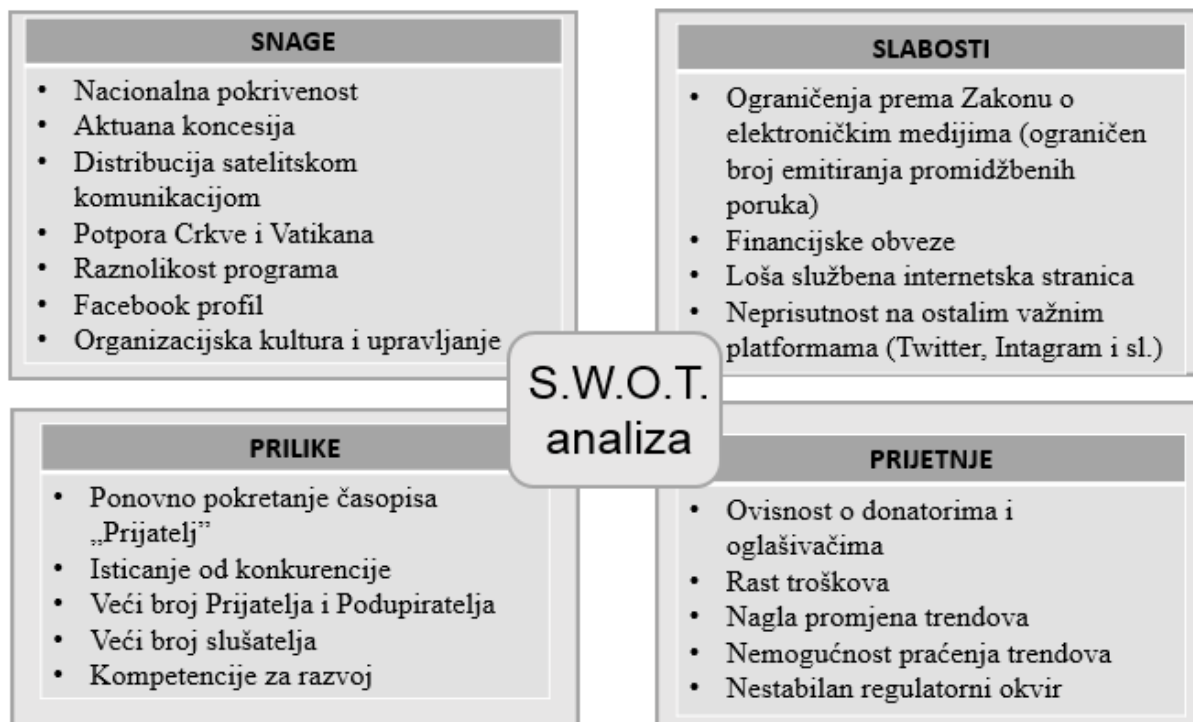 SNAGE
• Nacionalna pokrivenost
• Aktuana koncesija
• Distribucija satelitskom
komunikacijom
• Potpora Crkve i Vatikana
• Raznolikost programa
• Facebook profil
• Organizacijska kultura i upravljanje
SLABOSTI
• Ograničenja prema Zakonu o
elektroničkim medijima (ograničen
broj emitiranja promidžbenih
poruka)
• Financijske obveze
• Loša službena internetska stranica
• Neprisutnost na ostalim važnim
platformama (Twitter, Intagram i sl.)
S.W.O.T.
analiza
PRILIKE
• Ponovno pokretanje časopisa
„Prijatelj”
• Isticanje od konkurencije
• Veći broj Prijatelja i Podupiratelja
• Veći broj slušatelja
• Kompetencije za razvoj
PRIJETNJE
• Ovisnost o donatorima i
oglašivačima
• Rast troškova
• Nagla promjena trendova
• Nemogućnost praćenja trendova
• Nestabilan regulatorni okvir